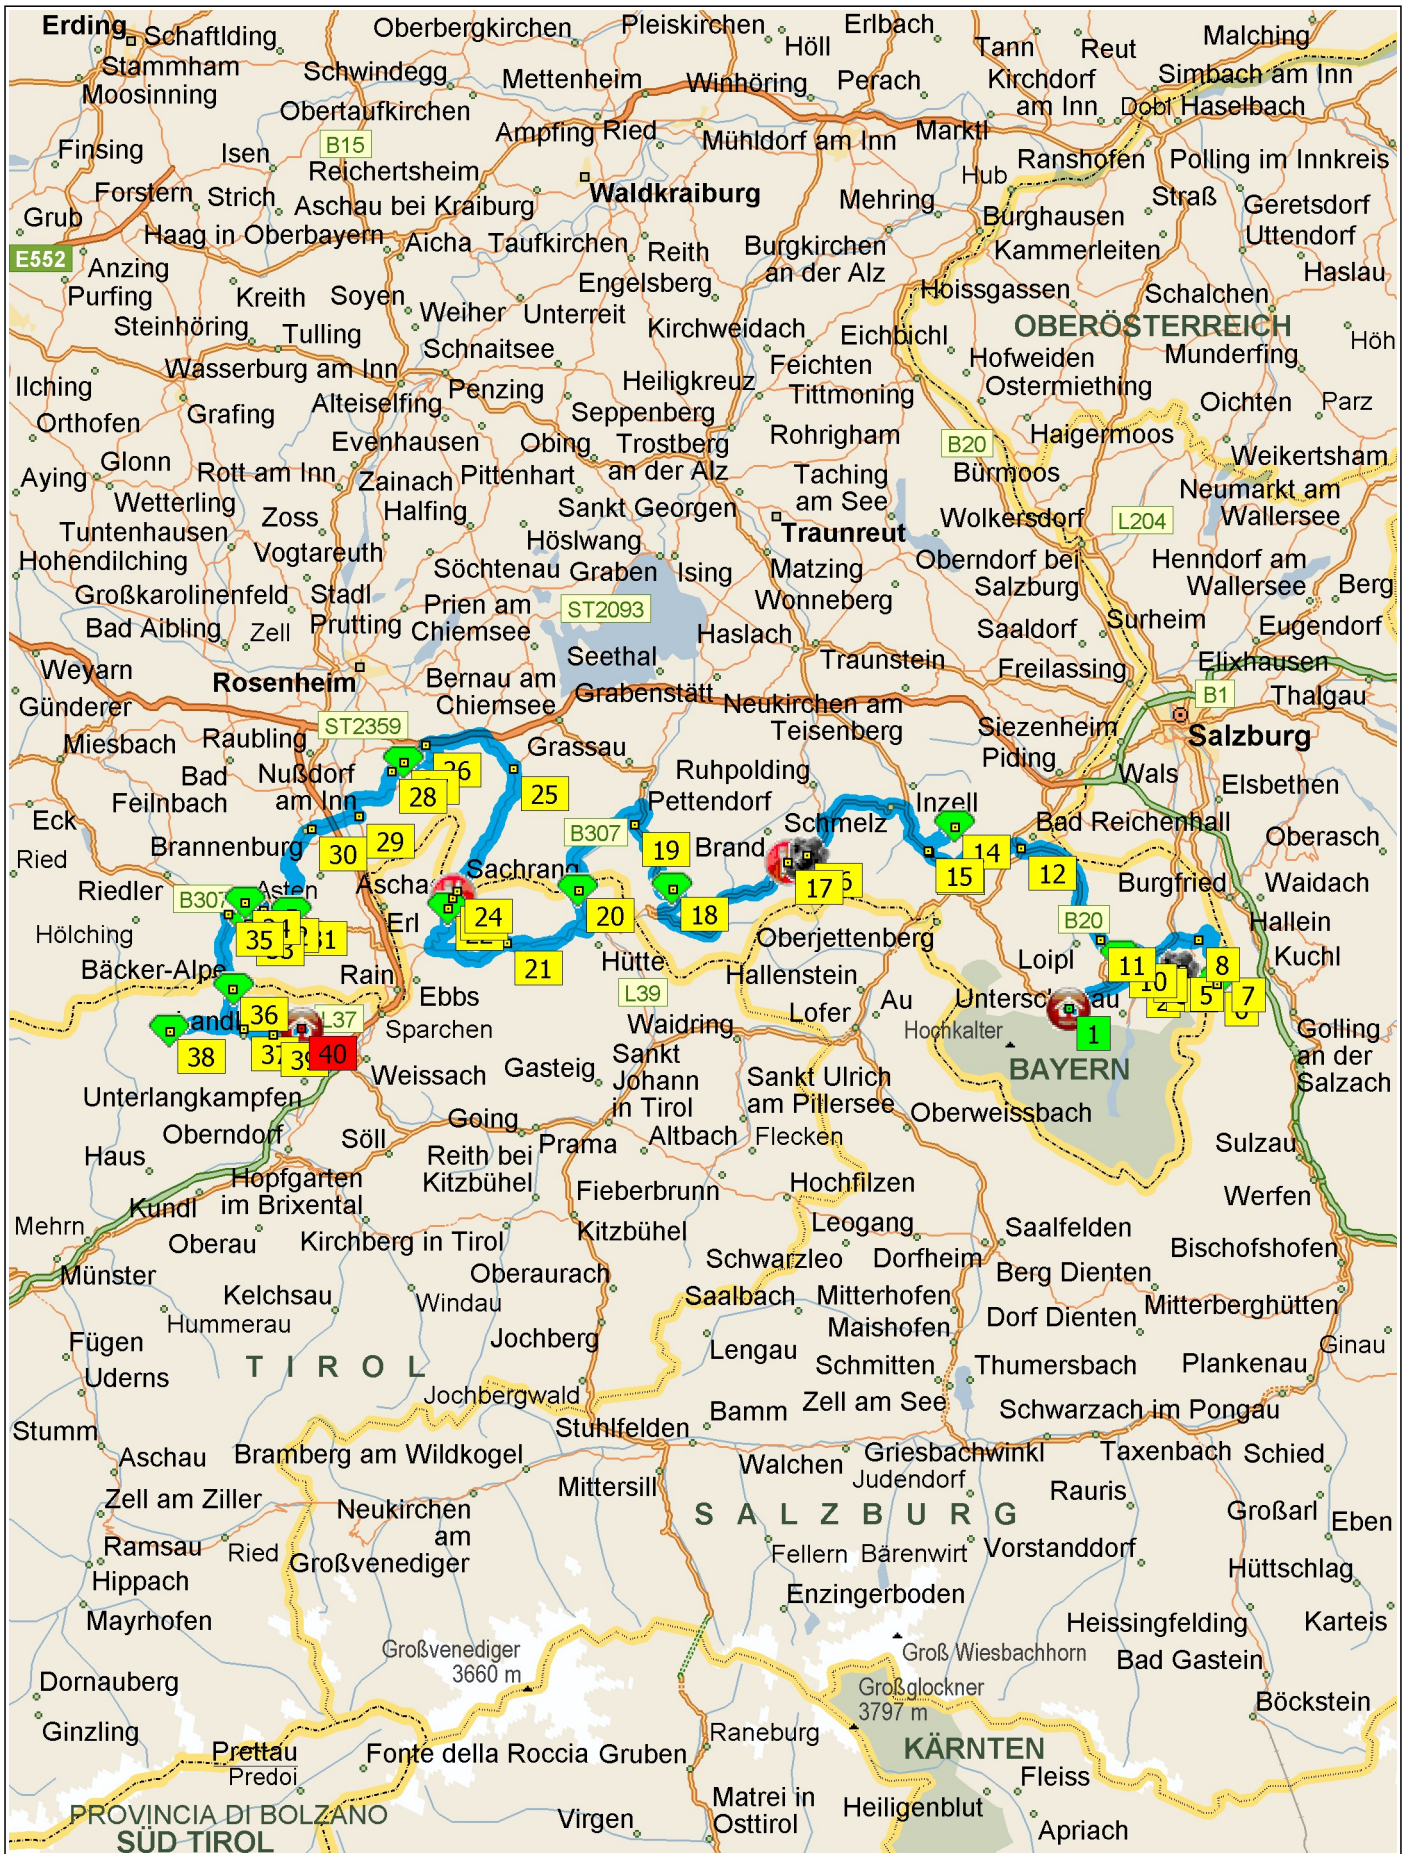 Erding
Schaftlding
Oberbergkirchen
Pleiskirchen
Höll
Erlbach
Tann
Reut
Malching
Stammham
Moosinning
Schwindegg
Mettenheim
Winhöring
Perach
Kirchdorf
am Inn
Simbach am Inn
Obertaufkirchen
Dobl
Haselbach
B15
Ampfing
Ried
Mühldorf am Inn
Marktl
Finsing
Isen
Reichertsheim
Ranshofen
Polling im Innkreis
Hub
Forstern
Strich
Waldkraiburg
Mehring
Straß
Grub
Aschau bei Kraiburg
Burghausen
Geretsdorf
Haag in Oberbayern
Aicha
Taufkirchen
Reith
Burgkirchen
an der Alz
Kammerleiten
Uttendorf
E552
Anzing
Engelsberg
Haslau
Purfing
Kreith
Soyen
Hoissgassen
Schalchen
Steinhöring
Tulling
Weiher
Unterreit
Kirchweidach
Eichbichl
OBERÖSTERREICH
Höh
Schnaitsee
Feichten
Hofweiden
Munderfing
Wasserburg am Inn
Ilching
Penzing
Heiligkreuz
Tittmoning
Ostermiething
Orthofen
Grafing
Alteiselfing
Seppenberg
Oichten
Parz
Evenhausen
Obing
Trostberg
an der Alz
Rohrigham
B20
Haigermoos
Weikertsham
Aying
Glonn
Rott am Inn
Zainach
Pittenhart
Taching
am See
Bürmoos
Wetterling
Halfing
Sankt Georgen
Neumarkt am
Wallersee
Tuntenhausen
Zoss
Traunreut
Wolkersdorf
L204
Hohendilching
Vogtareuth
Höslwang
Söchtenau
Graben
Ising
Matzing
Oberndorf bei
Salzburg
Henndorf am
Wallersee
Berg
Großkarolinenfeld
Stadl
Prien am
Chiemsee
ST2093
Wonneberg
Bad Aibling
Zell
Prutting
Haslach
Saaldorf
Surheim
Eugendorf
Weyarn
Rosenheim
Bernau am
Chiemsee
Seethal
Traunstein
Freilassing
Elixhausen
Günderer
Grabenstätt
Neukirchen am
Teisenberg
B1
Thalgau
ST2359
Miesbach
Raubling
Grassau
Siezenheim
Salzburg
Piding
Bad
Feilnbach
Nußdorf
am Inn
26
28
25
Ruhpolding
Pettendorf
Wals
Elsbethen
Eck
29
B307
Schmelz
Inzell
Bad Reichenhall
Oberasch
Brannenburg
30
19
Brand
14
15
12
Ried
Riedler
B307
Asten
Sachrang
Ascha
17
6
Burgfried
Waidach
Hölching
35
34
33
32
31
Erl
24
22
20
18
Oberjettenberg
B20
Hallein
Bäcker-Alpe
Rain
21
Hütte
Hallenstein
Loipl
11
10
8
Kuchl
36
Landl
L37
Ebbs
L39
Au
Unterschönau
2
5
7
6
38
37
39
40
Sparchen
Waidring
Lofer
Hochkalter
1
Golling
an der
Salzach
Weissach
Gasteig
Sankt
Johann
in Tirol
Sankt Ulrich
am Pillersee
BAYERN
Unterlangkampfen
Going
Oberweissbach
Oberndorf
Söll
Prama
Altbach
Flecken
Sulzau
Haus
Reith bei
Kitzbühel
Hopfgarten
im Brixental
Fieberbrunn
Hochfilzen
Werfen
Kundl
Mehrn
Oberau
Kirchberg in Tirol
Kitzbühel
Leogang
Saalfelden
Schwarzleo
Dorfheim
Bischofshofen
Münster
Oberaurach
Berg Dienten
Kelchsau
Windau
Saalbach
Mitterhofen
Dorf Dienten
Mitterberghütten
Hummerau
Jochberg
Maishofen
Fügen
Lengau
Ginau
TIROL
Schmitten
Thumersbach
Plankenau
Uderns
Jochbergwald
Bamm
Zell am See
Schwarzach im Pongau
Stumm
Stuhlfelden
Aschau
Bramberg am Wildkogel
Walchen
Griesbachwinkl
Taxenbach
Schied
Mittersill
Judendorf
Zell am Ziller
Neukirchen
am
Großvenediger
SALZBURG
Rauris
Großarl
Eben
Ramsau
Ried
Fellern
Bärenwirt
Vorstanddorf
Hippach
Hüttschlag
Enzingerboden
Mayrhofen
Heissingfelding
Karteis
Großvenediger
3660 m
Groß Wiesbachhorn
Bad Gastein
Dornauberg
Großglockner
3797 m
Böckstein
Ginzling
Raneburg
Prettau
Predoi
Fonte della Roccia
Gruben
KÄRNTEN
Fleiss
PROVINCIA DI BOLZANO
SÜD TIROL
Virgen
Matrei in
Osttirol
Heiligenblut
Apriach